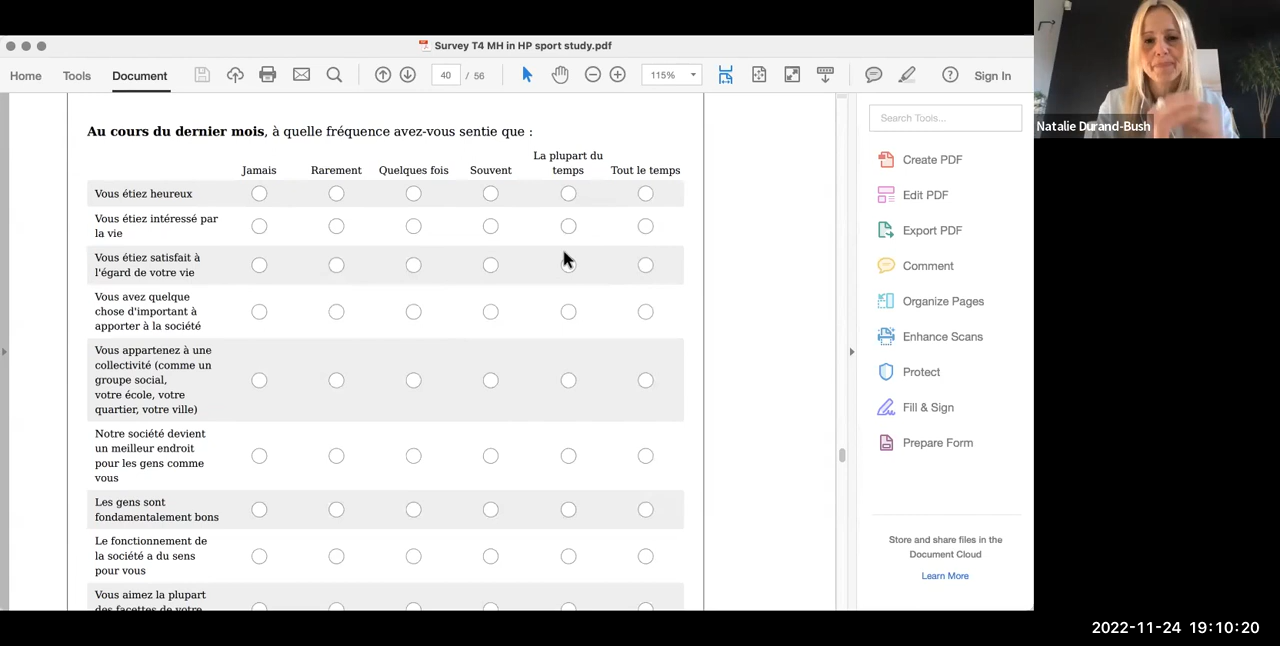 Survey T4 MH in HP sport study.pdf
Home Tools Document 40 / 56 115% Sign In
Au cours du dernier mois, à quelle fréquence avez-vous sentie que :
Jamais Rarement Quelques fois Souvent La plupart du temps Tout le temps
Vous étiez heureux
Vous étiez intéressé par
la vie
Vous étiez satisfait à
l'égard de votre vie
Vous avez quelque
chose d'important à
apporter à la société
Vous appartenez à une
collectivité (comme un
groupe social,
votre école, votre
quartier, votre ville)
Notre société devient
un meilleur endroit
pour les gens comme
vous
Les gens sont
fondamentalement bons
Le fonctionnement de
la société a du sens
pour vous
Vous aimez la plupart
des facettes de votre
Search Tools...
Create PDF
Edit PDF
Export PDF
Comment
Organize Pages
Enhance Scans
Protect
Fill & Sign
Prepare Form
Store and share files in the
Document Cloud
Learn More
Natalie Durand-Bush
2022-11-24 19:10:20